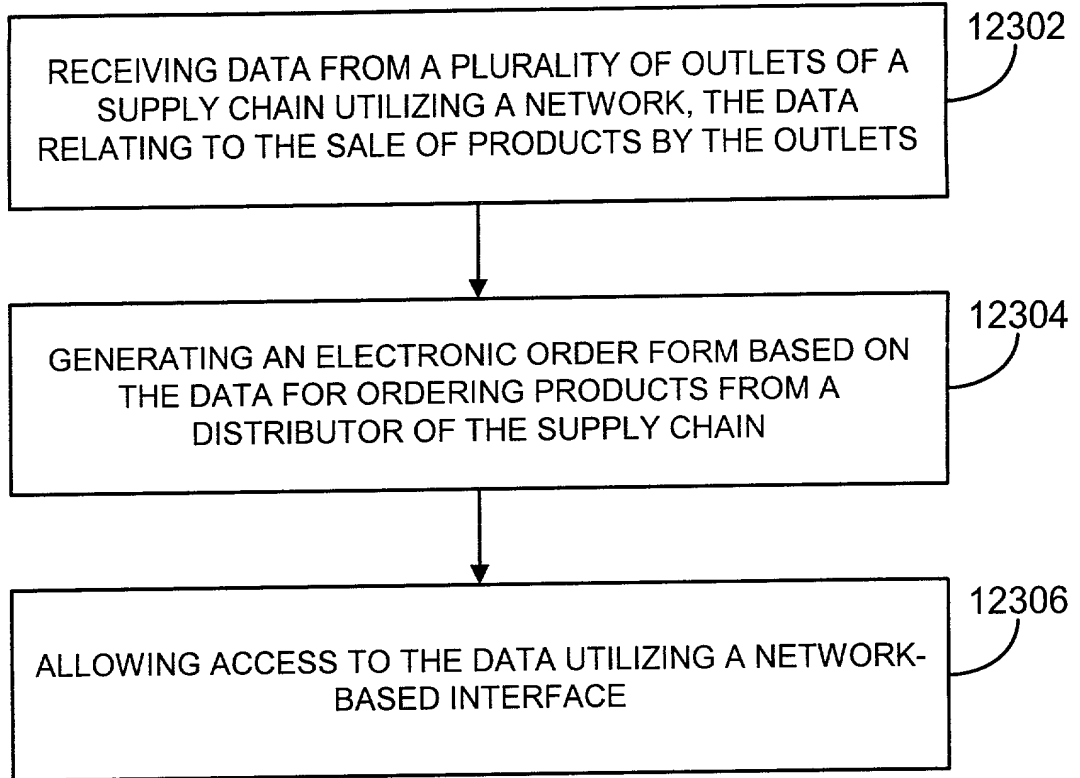 12302
RECEIVING DATA FROM A PLURALITY OF OUTLETS OF A
SUPPLY CHAIN UTILIZING A NETWORK, THE DATA
RELATING TO THE SALE OF PRODUCTS BY THE OUTLETS
12304
GENERATING AN ELECTRONIC ORDER FORM BASED ON
THE DATA FOR ORDERING PRODUCTS FROM A
DISTRIBUTOR OF THE SUPPLY CHAIN
12306
ALLOWING ACCESS TO THE DATA UTILIZING A NETWORK-
BASED INTERFACE